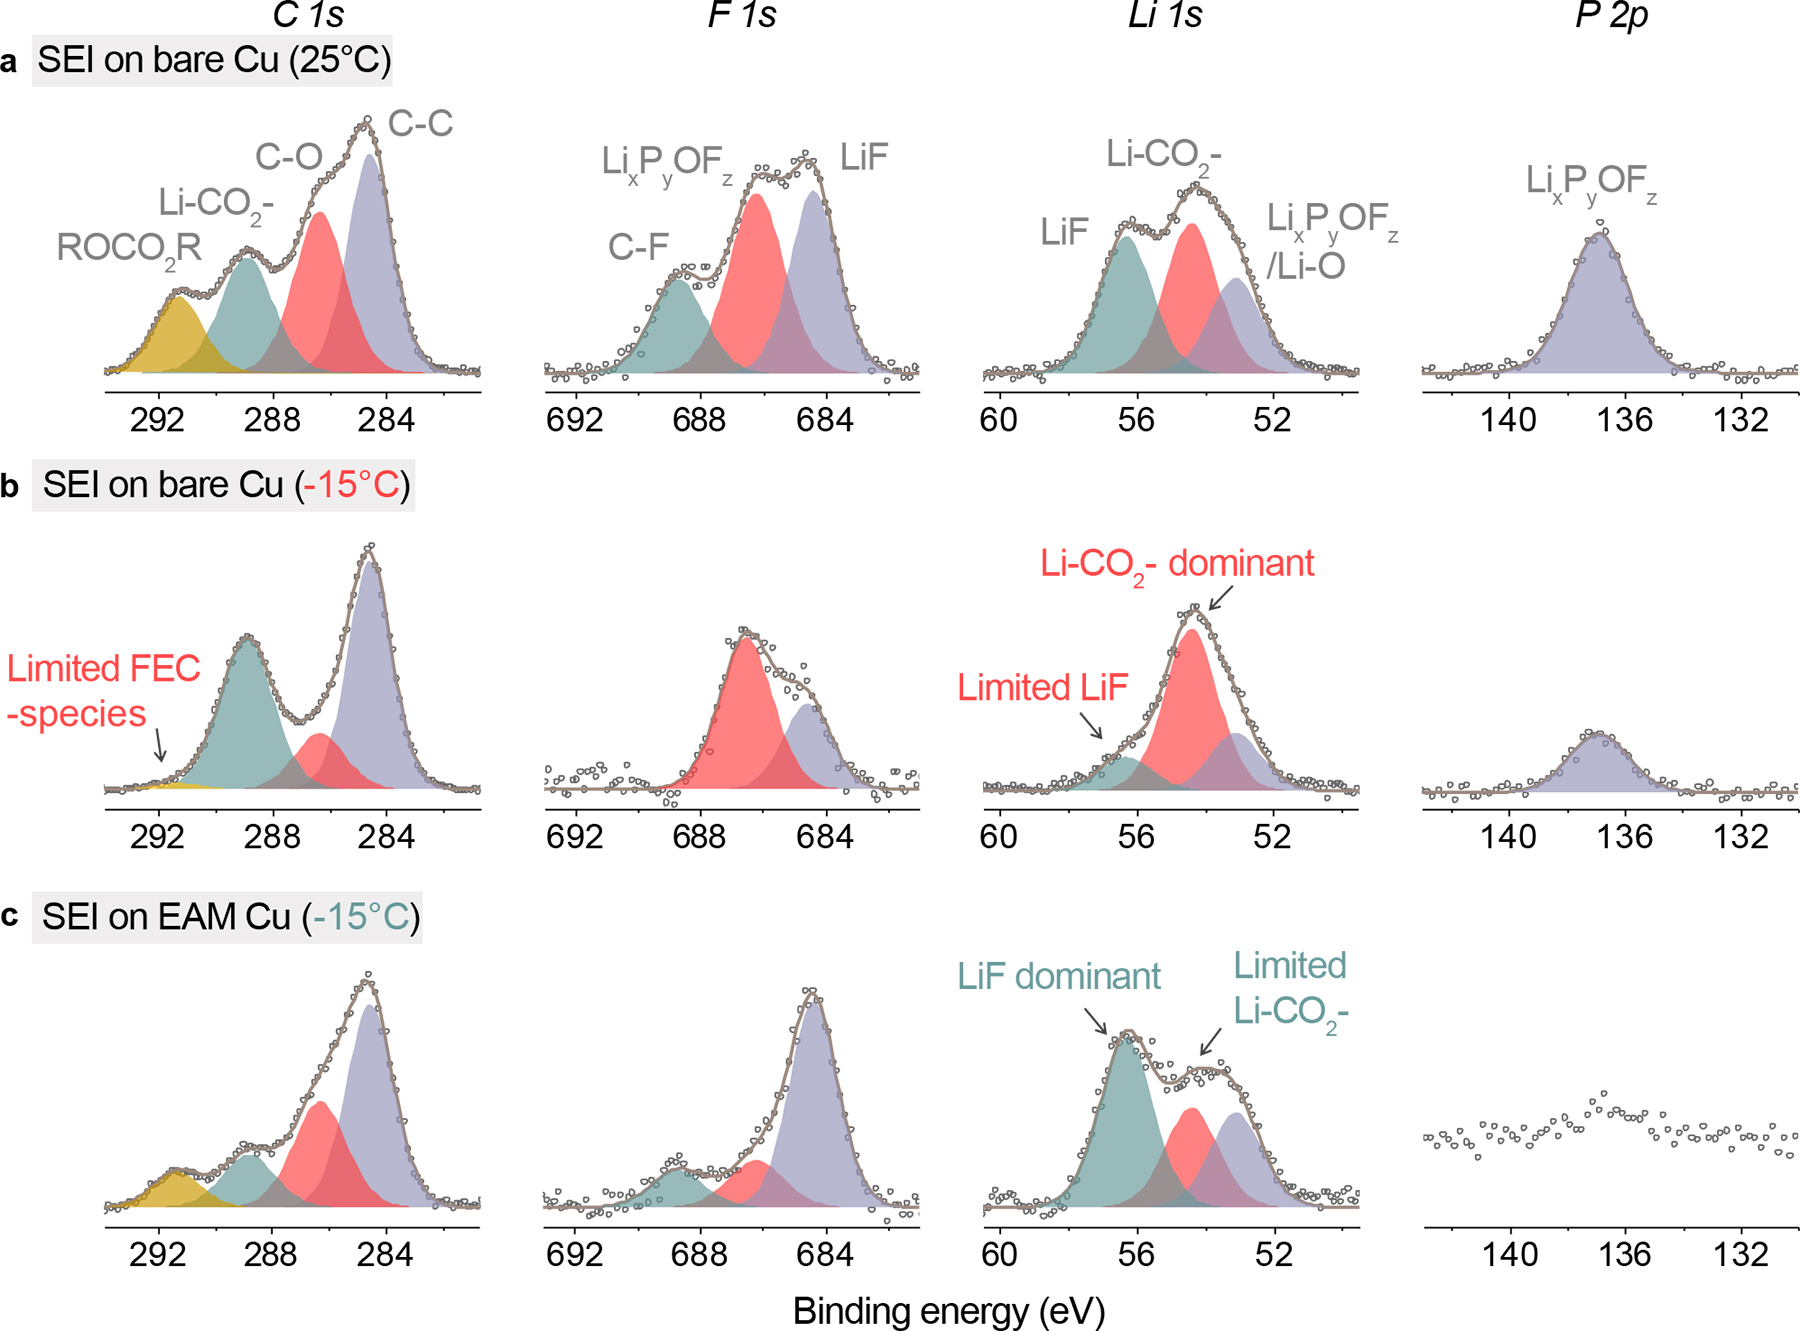 C 1s F 1s Li 1s P 2p
a SEI on bare Cu (25°C)
ROCO2R Li-CO2- C-O C-C
C-F LixPyOFz LiF
LiF Li-CO2- LixPyOFz
/Li-O
LixPyOFz
292 288 284 692 688 684 60 56 52 140 136 132
b SEI on bare Cu (-15°C)
Limited FEC
-species
Li-CO2- dominant
Limited LiF
292 288 284 692 688 684 60 56 52 140 136 132
c SEI on EAM Cu (-15°C)
LiF dominant
Limited
Li-CO2-
292 288 284 692 688 684 60 56 52 140 136 132
Binding energy (eV)